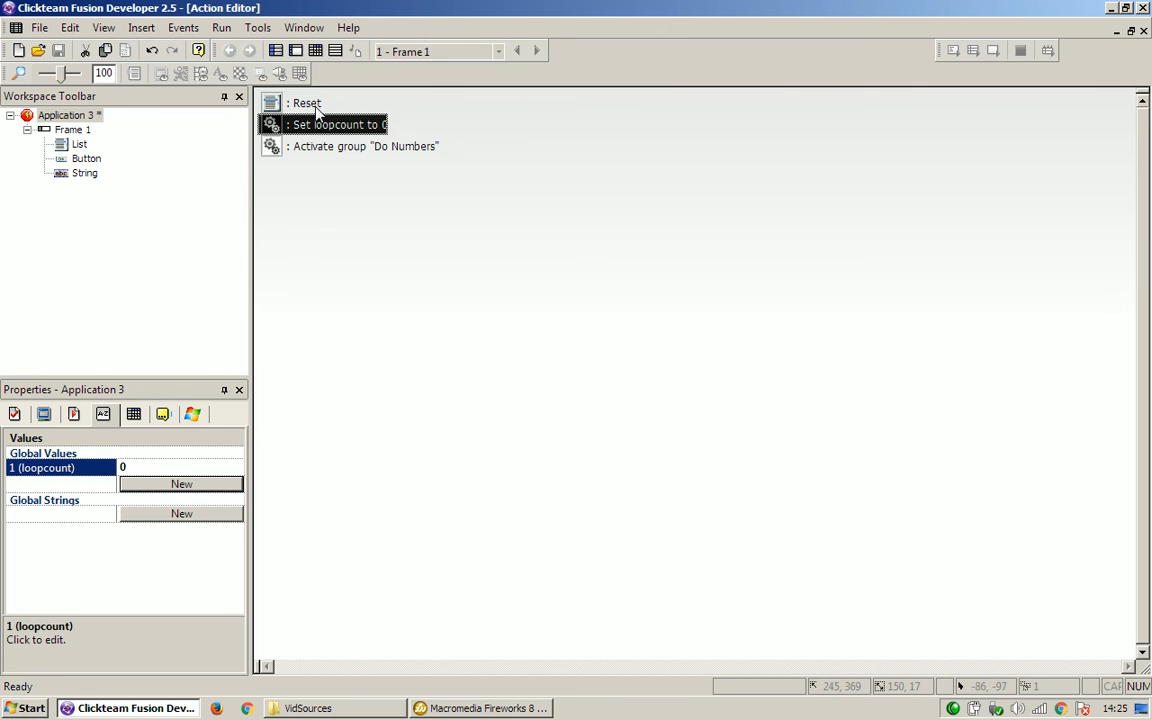 Clickteam Fusion Developer 2.5 - [Action Editor]
File Edit View Insert Events Run Tools Window Help
1 - Frame 1
100
Workspace Toolbar
Application 3 *
Frame 1
List
Button
String
: Reset
: Set loopcount to 0
: Activate group "Do Numbers"
Properties - Application 3
Values
Global Values
1 (loopcount) 0
New
Global Strings
New
1 (loopcount)
Click to edit.
Ready
245, 369
150, 17
-86, -97
1
CAP
NUM
Start
Clickteam Fusion Dev...
VidSources
Macromedia Fireworks 8 ...
14:25